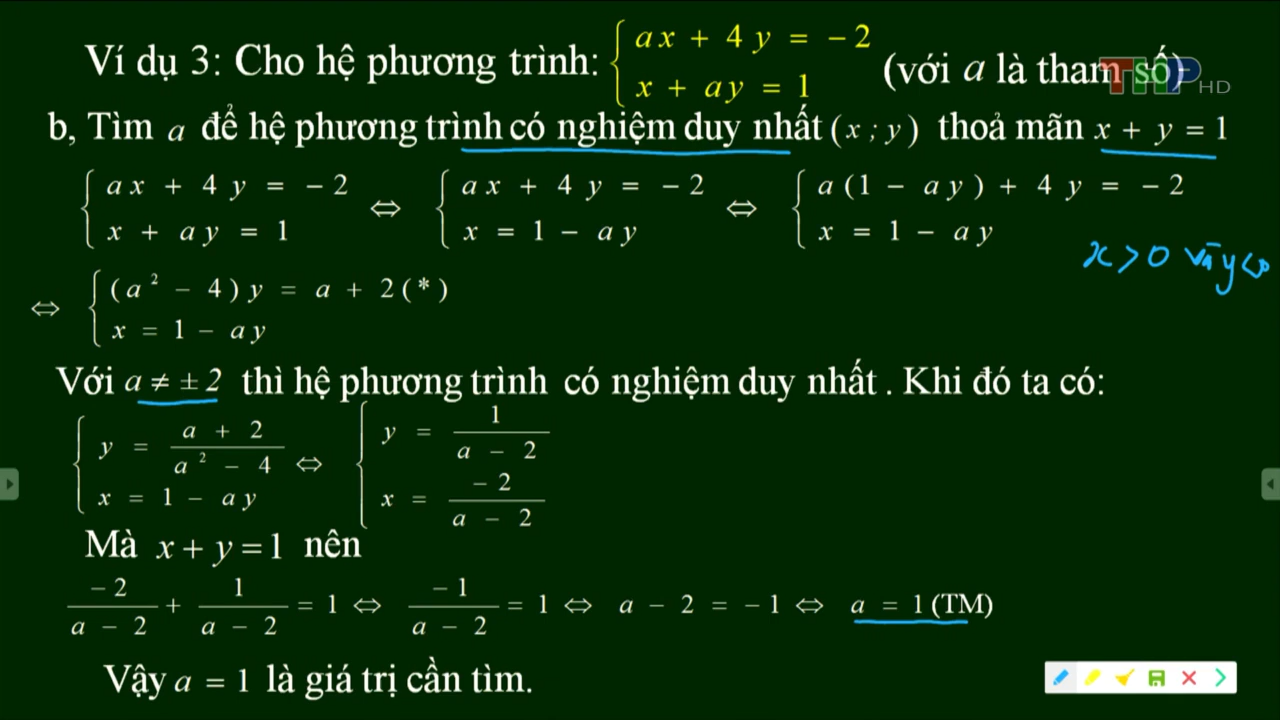 Ví dụ 3: Cho hệ phương trình: { ax + 4y = -2 ; x + ay = 1 (với a là tham số)
THP HD
b, Tìm a để hệ phương trình có nghiệm duy nhất (x ; y) thoả mãn x + y = 1
{ ax + 4y = -2 ⇔ { ax + 4y = -2 ⇔ { a(1 - ay) + 4y = -2
x + ay = 1 x = 1 - ay x = 1 - ay
x > 0 và y < 0
⇔ { (a² - 4)y = a + 2(*)
x = 1 - ay
Với a ≠ ±2 thì hệ phương trình có nghiệm duy nhất . Khi đó ta có:
{ y = (a + 2)/(a² - 4) ⇔ { y = 1/(a - 2)
x = 1 - ay x = -2/(a - 2)
Mà x + y = 1 nên
-2/(a - 2) + 1/(a - 2) = 1 ⇔ -1/(a - 2) = 1 ⇔ a - 2 = -1 ⇔ a = 1(TM)
Vậy a = 1 là giá trị cần tìm.